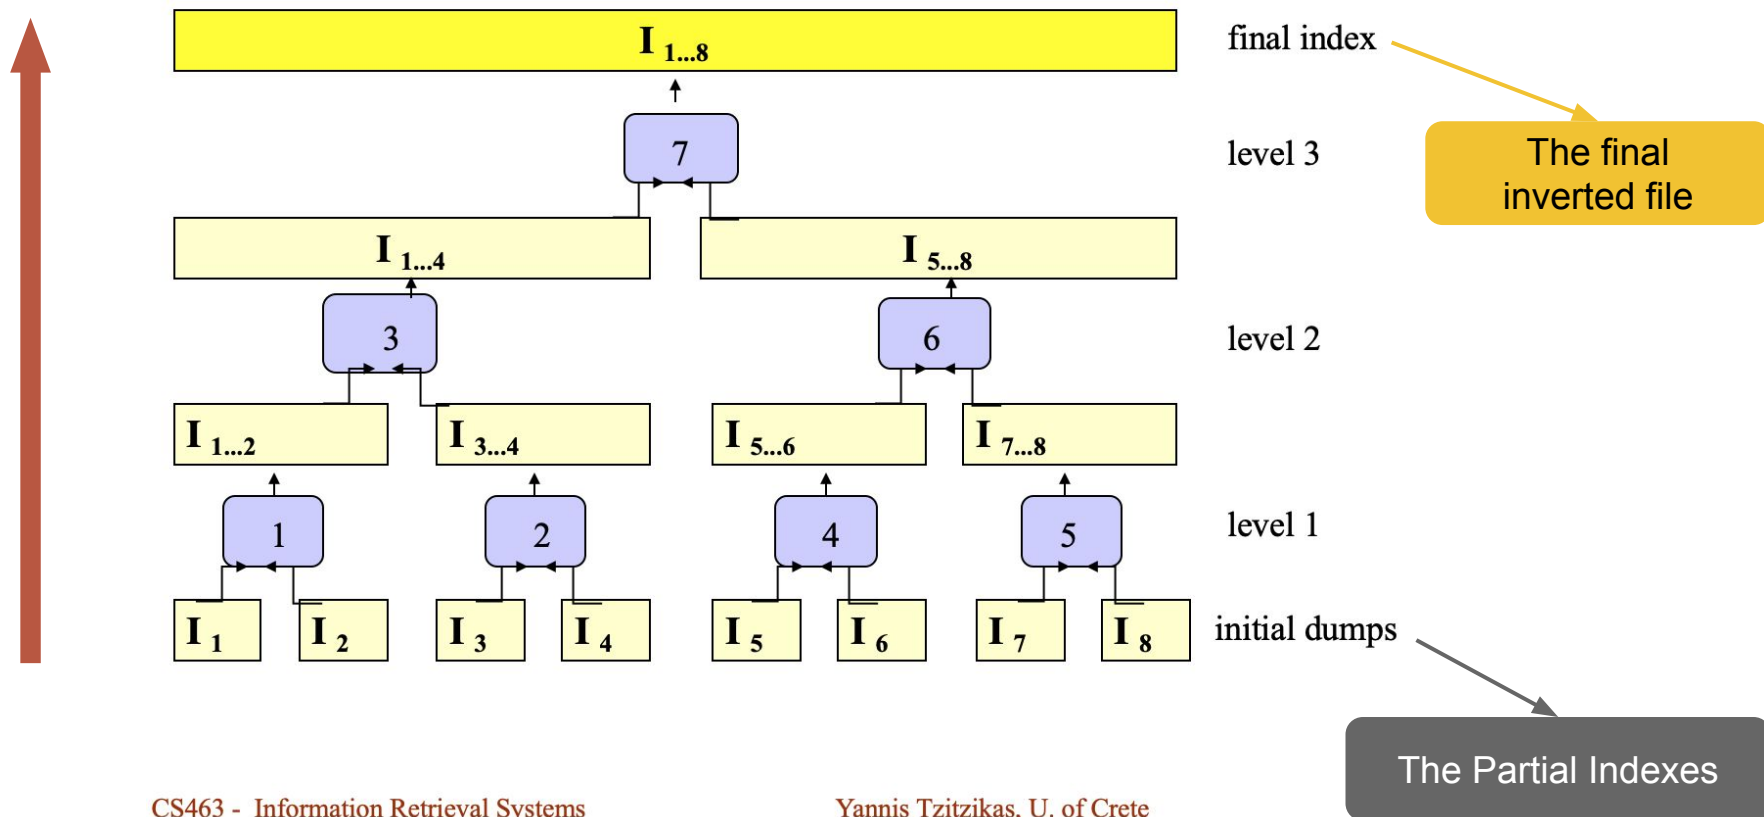 I 1...8
final index
7
level 3
The final
inverted file
I 1...4
I 5...8
3
6
level 2
I 1...2
I 3...4
I 5...6
I 7...8
1
2
4
5
level 1
I 1
I 2
I 3
I 4
I 5
I 6
I 7
I 8
initial dumps
The Partial Indexes
CS463 - Information Retrieval Systems
Yannis Tzitzikas, U. of Crete